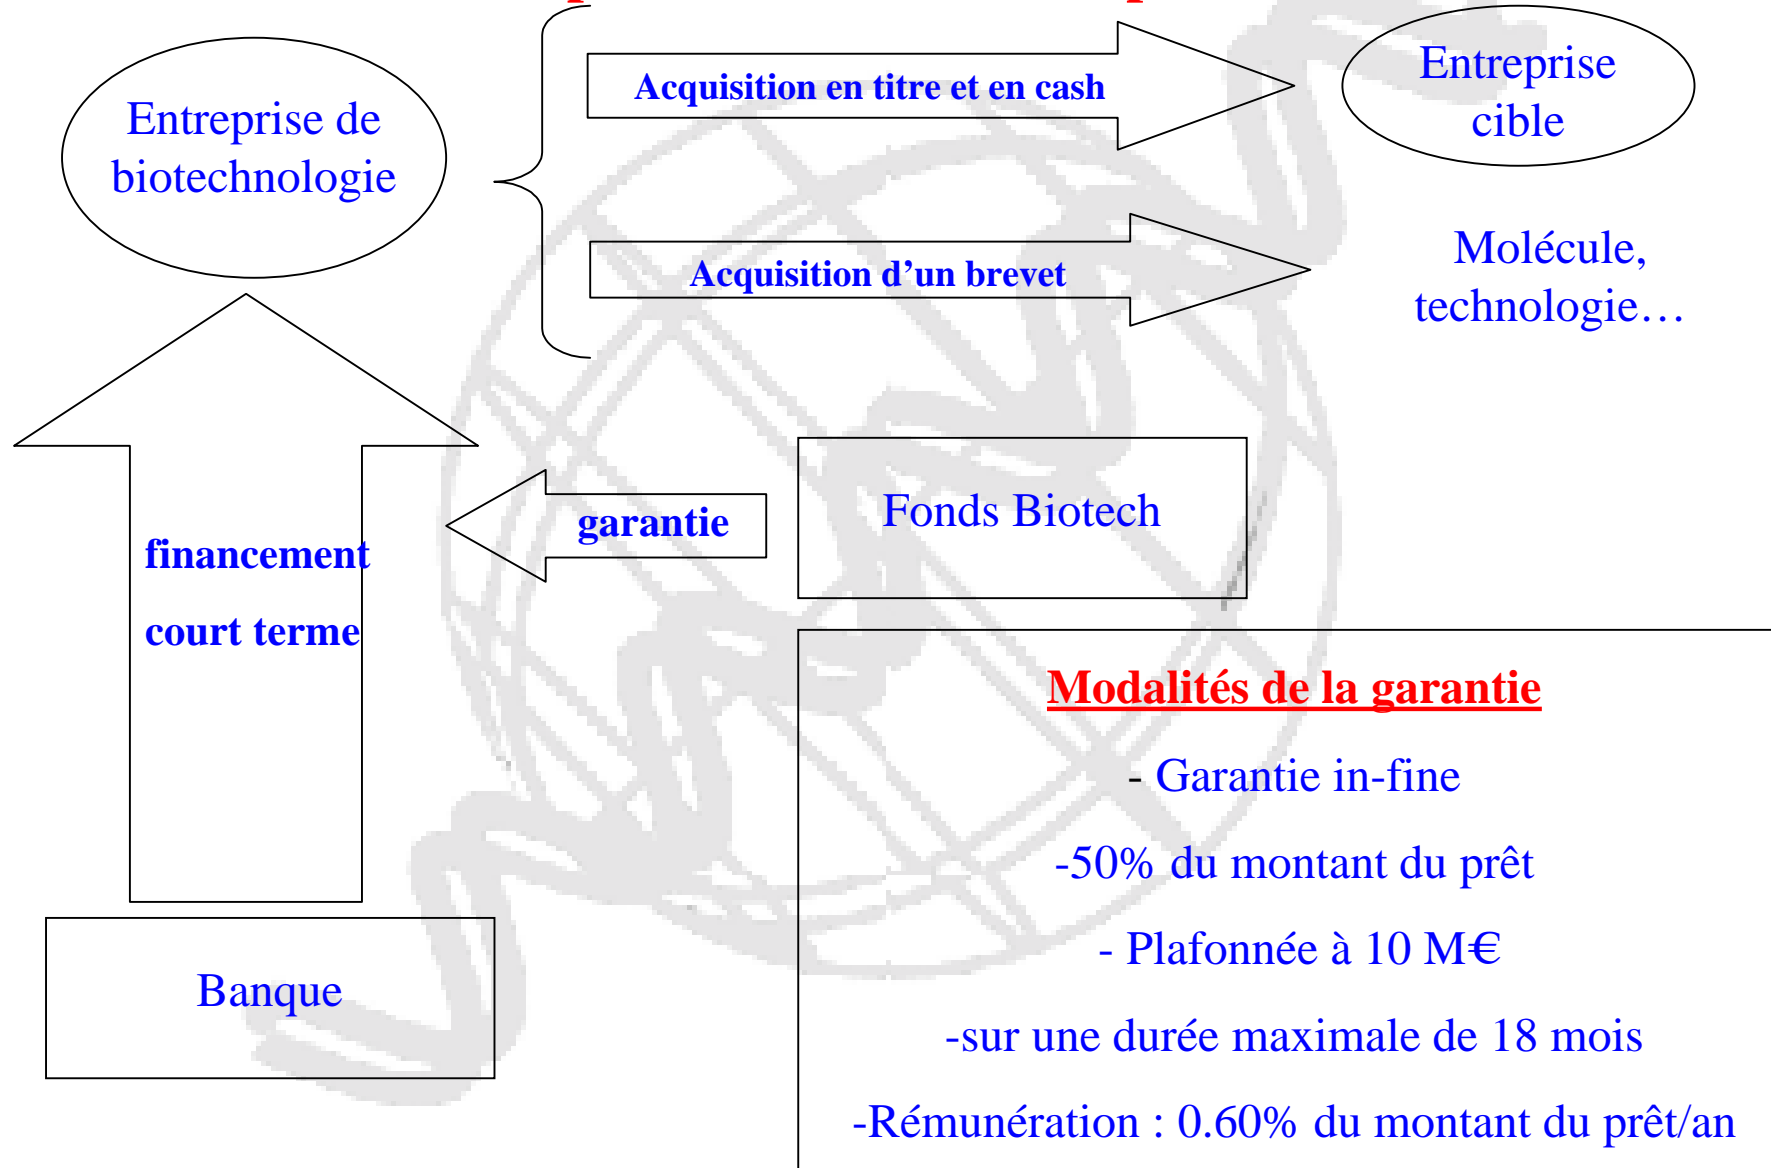 Entreprise de
biotechnologie
Acquisition en titre et en cash
Entreprise
cible
Acquisition d’un brevet
Molécule,
technologie…
financement
court terme
garantie
Fonds Biotech
Banque
Modalités de la garantie
- Garantie in-fine
-50% du montant du prêt
- Plafonnée à 10 M€
-sur une durée maximale de 18 mois
-Rémunération : 0.60% du montant du prêt/an